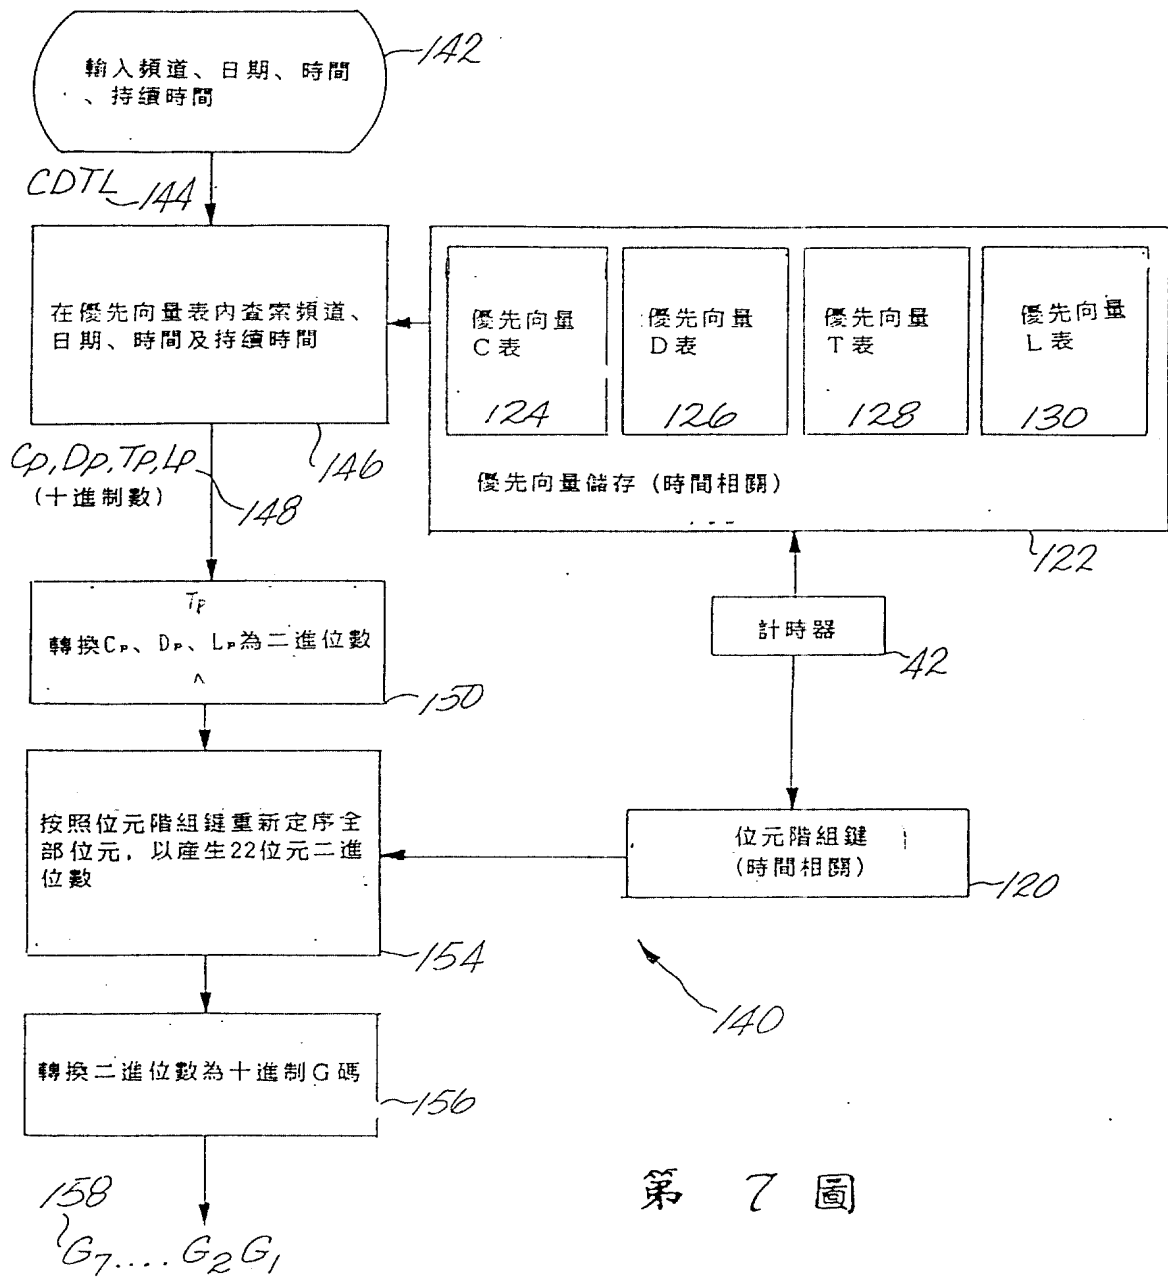 輸入頻道、日期、時間
、持續時間
142
CDTL
144
在優先向量表內查索頻道、
日期、時間及持續時間
146
優先向量
C表
124
優先向量
D表
126
優先向量
T表
128
優先向量
L表
130
優先向量儲存(時間相關)
122
Cp,Dp,Tp,Lp
(十進制數)
148
計時器
42
Tp
轉換Cp、Dp、Lp為二進位數
^
150
按照位元階組鍵重新定序全
部位元,以產生22位元二進
位數
154
位元階組鍵
(時間相關)
120
140
轉換二進位數為十進制G碼
156
158
G7....G2G1
第 7 圖